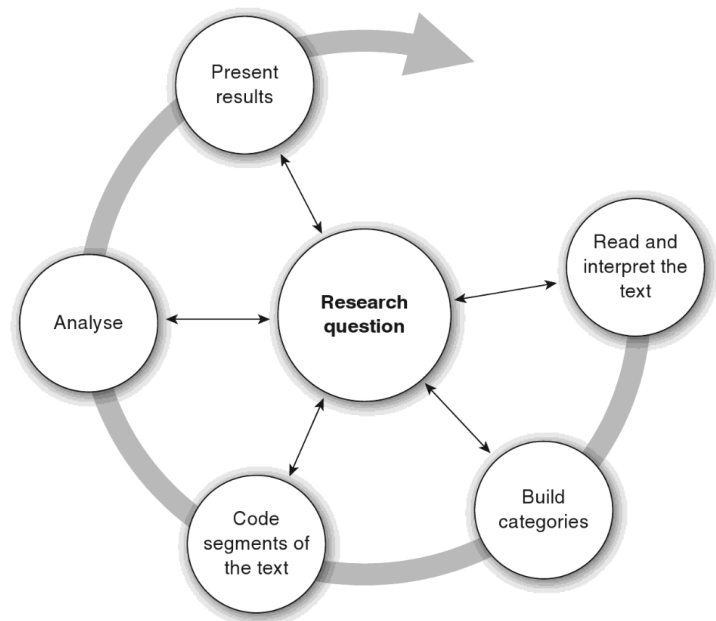 Present
results
Read and
interpret the
text
Research
question
Analyse
Build
categories
Code
segments of
the text